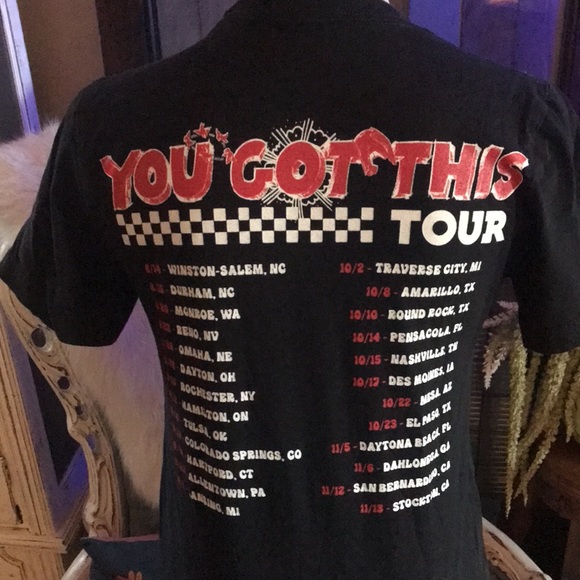 YOU GOT THIS
TOUR
WINSTON-SALEM, NC
DURHAM, NC
MONROE, WA
RENO, NV
OMAHA, NE
DAYTON, OH
ROCHESTER, NY
HAMILTON, ON
TULSA, OK
COLORADO SPRINGS, CO
HARTFORD, CT
ALLENTOWN, PA
LANSING, MI
10/2 - TRAVERSE CITY, MI
10/8 - AMARILLO, TX
10/10 - ROUND ROCK, TX
10/14 - PENSACOLA, FL
10/15 - NASHVILLE, TN
10/17 - DES MOINES, IA
10/22 - MESA, AZ
10/23 - EL PASO, TX
11/5 - DAYTONA BEACH, FL
11/6 - DAHLONEGA GA
11/12 - SAN BERNARDINO, CA
11/13 - STOCKTON, CA